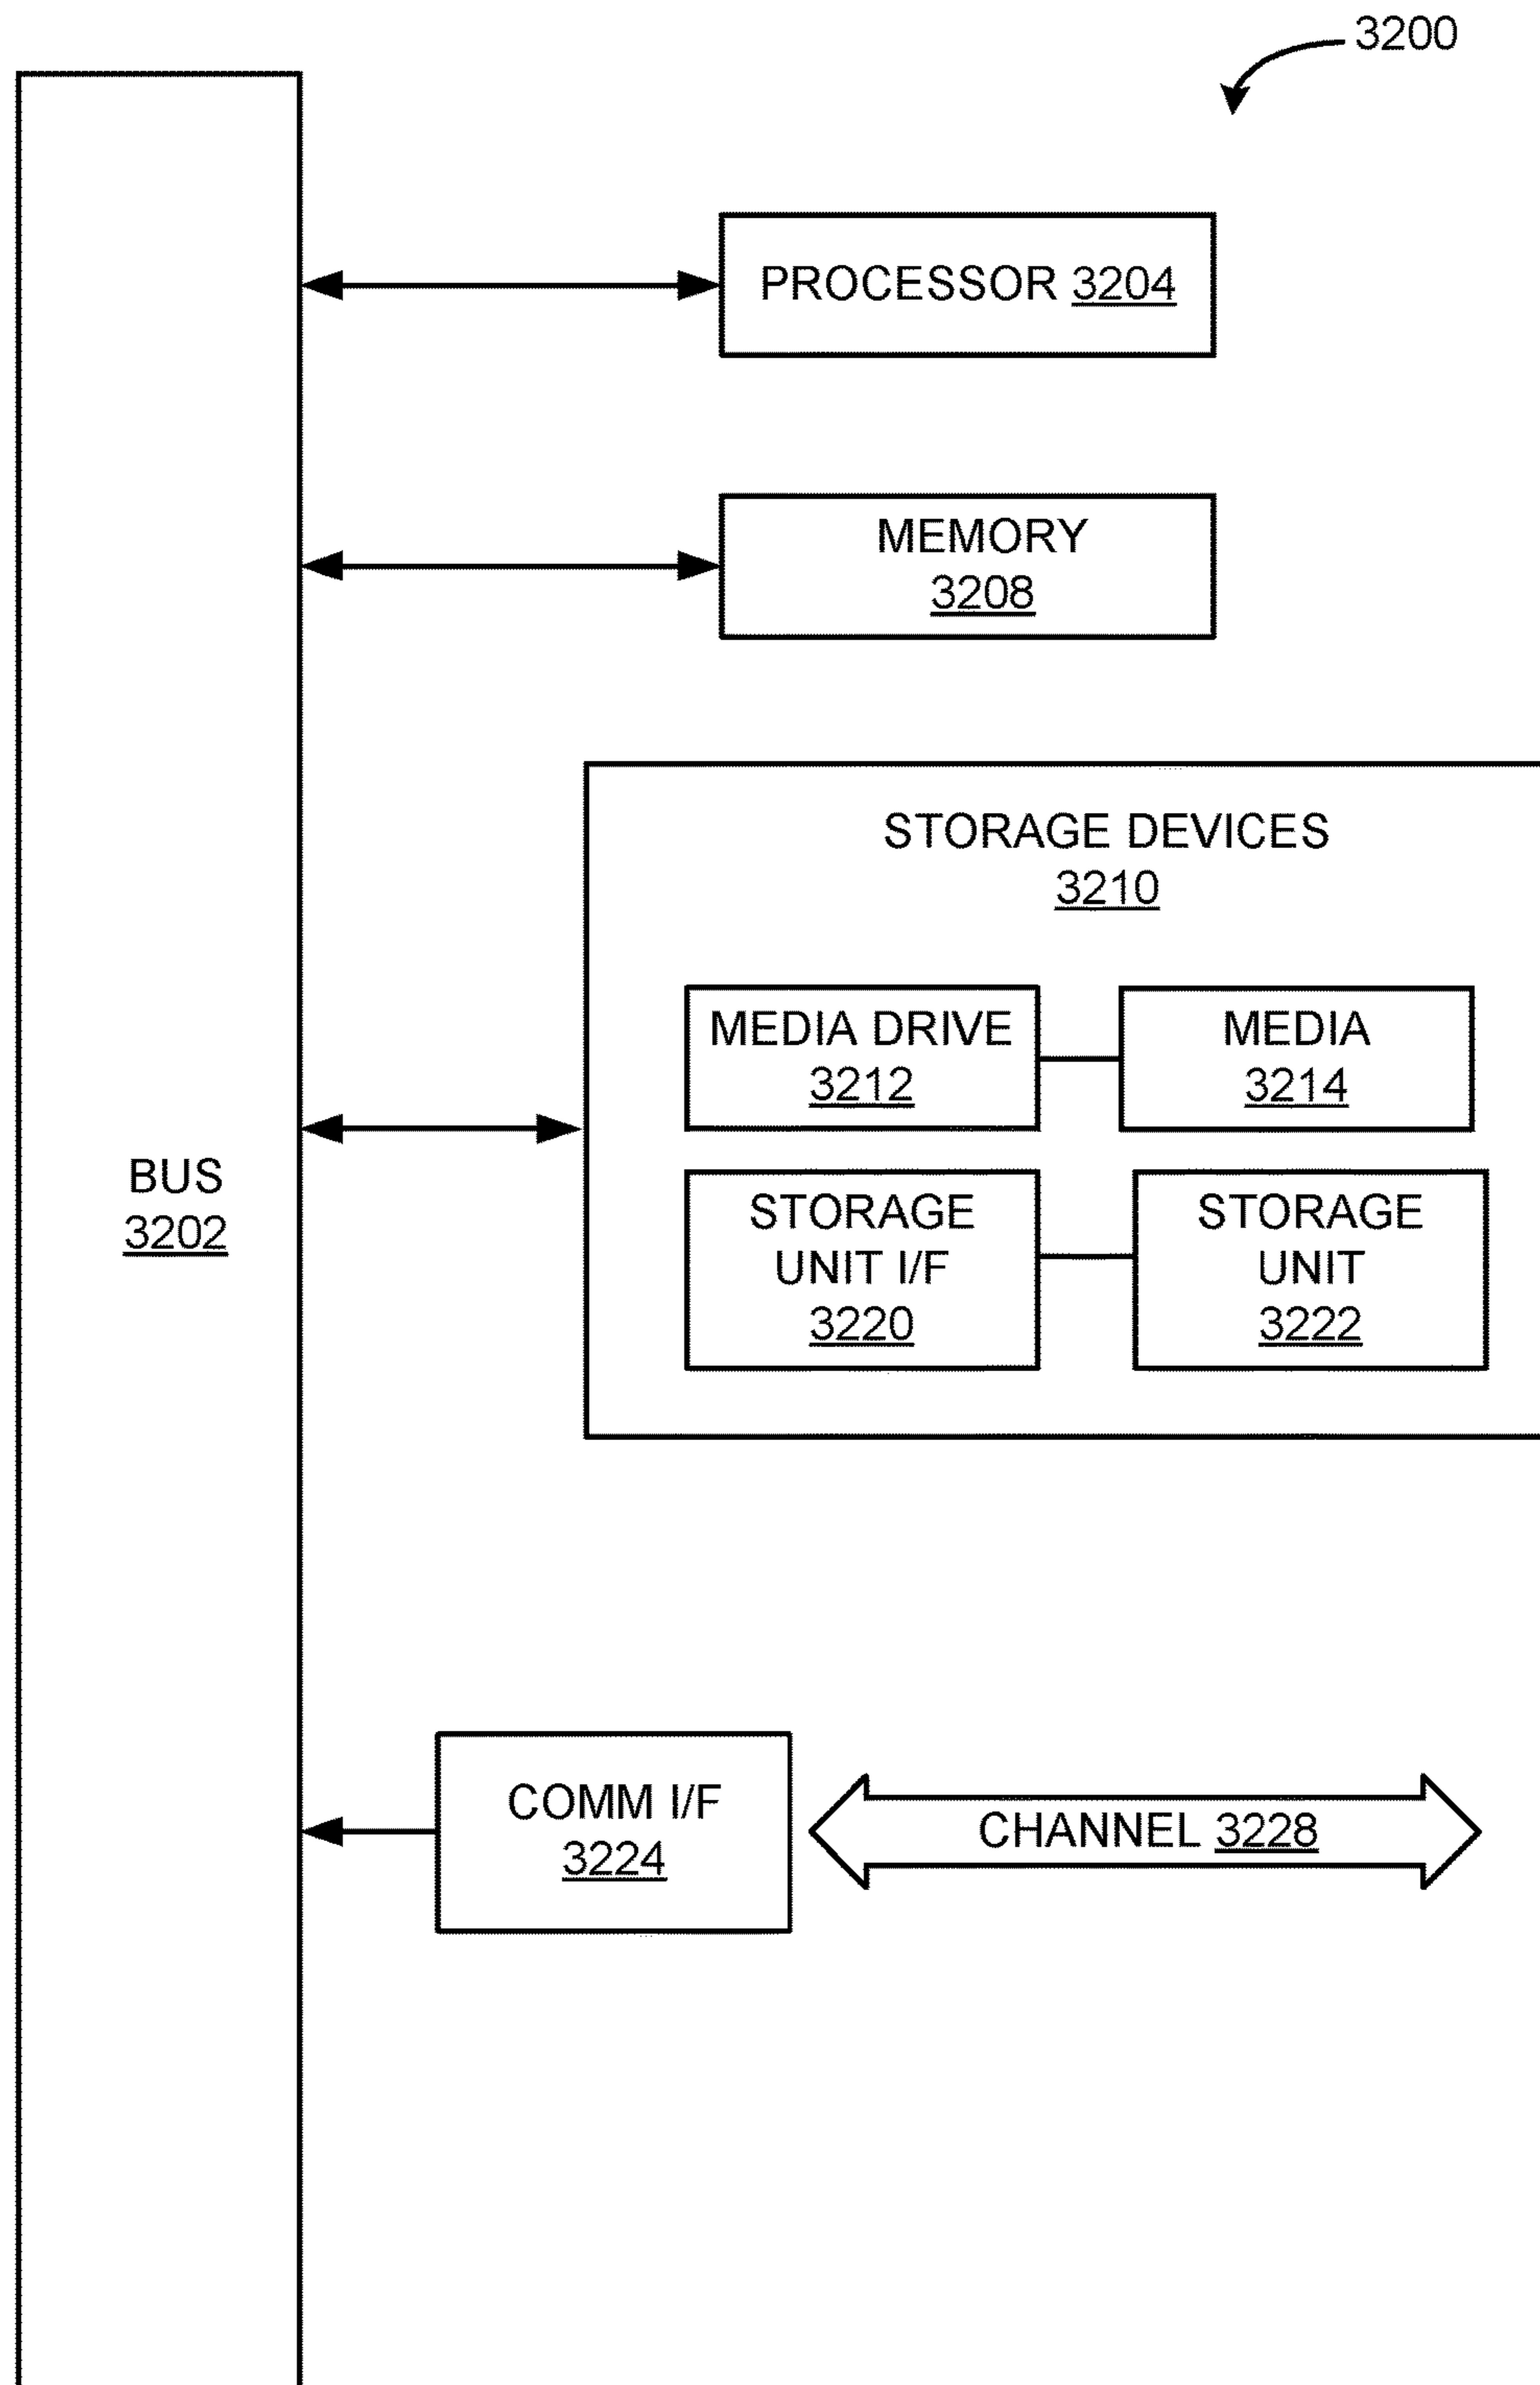 3200
PROCESSOR 3204
MEMORY
3208
STORAGE DEVICES
3210
MEDIA DRIVE
3212
MEDIA
3214
BUS
3202
STORAGE
UNIT I/F
3220
STORAGE
UNIT
3222
COMM I/F
3224
CHANNEL 3228